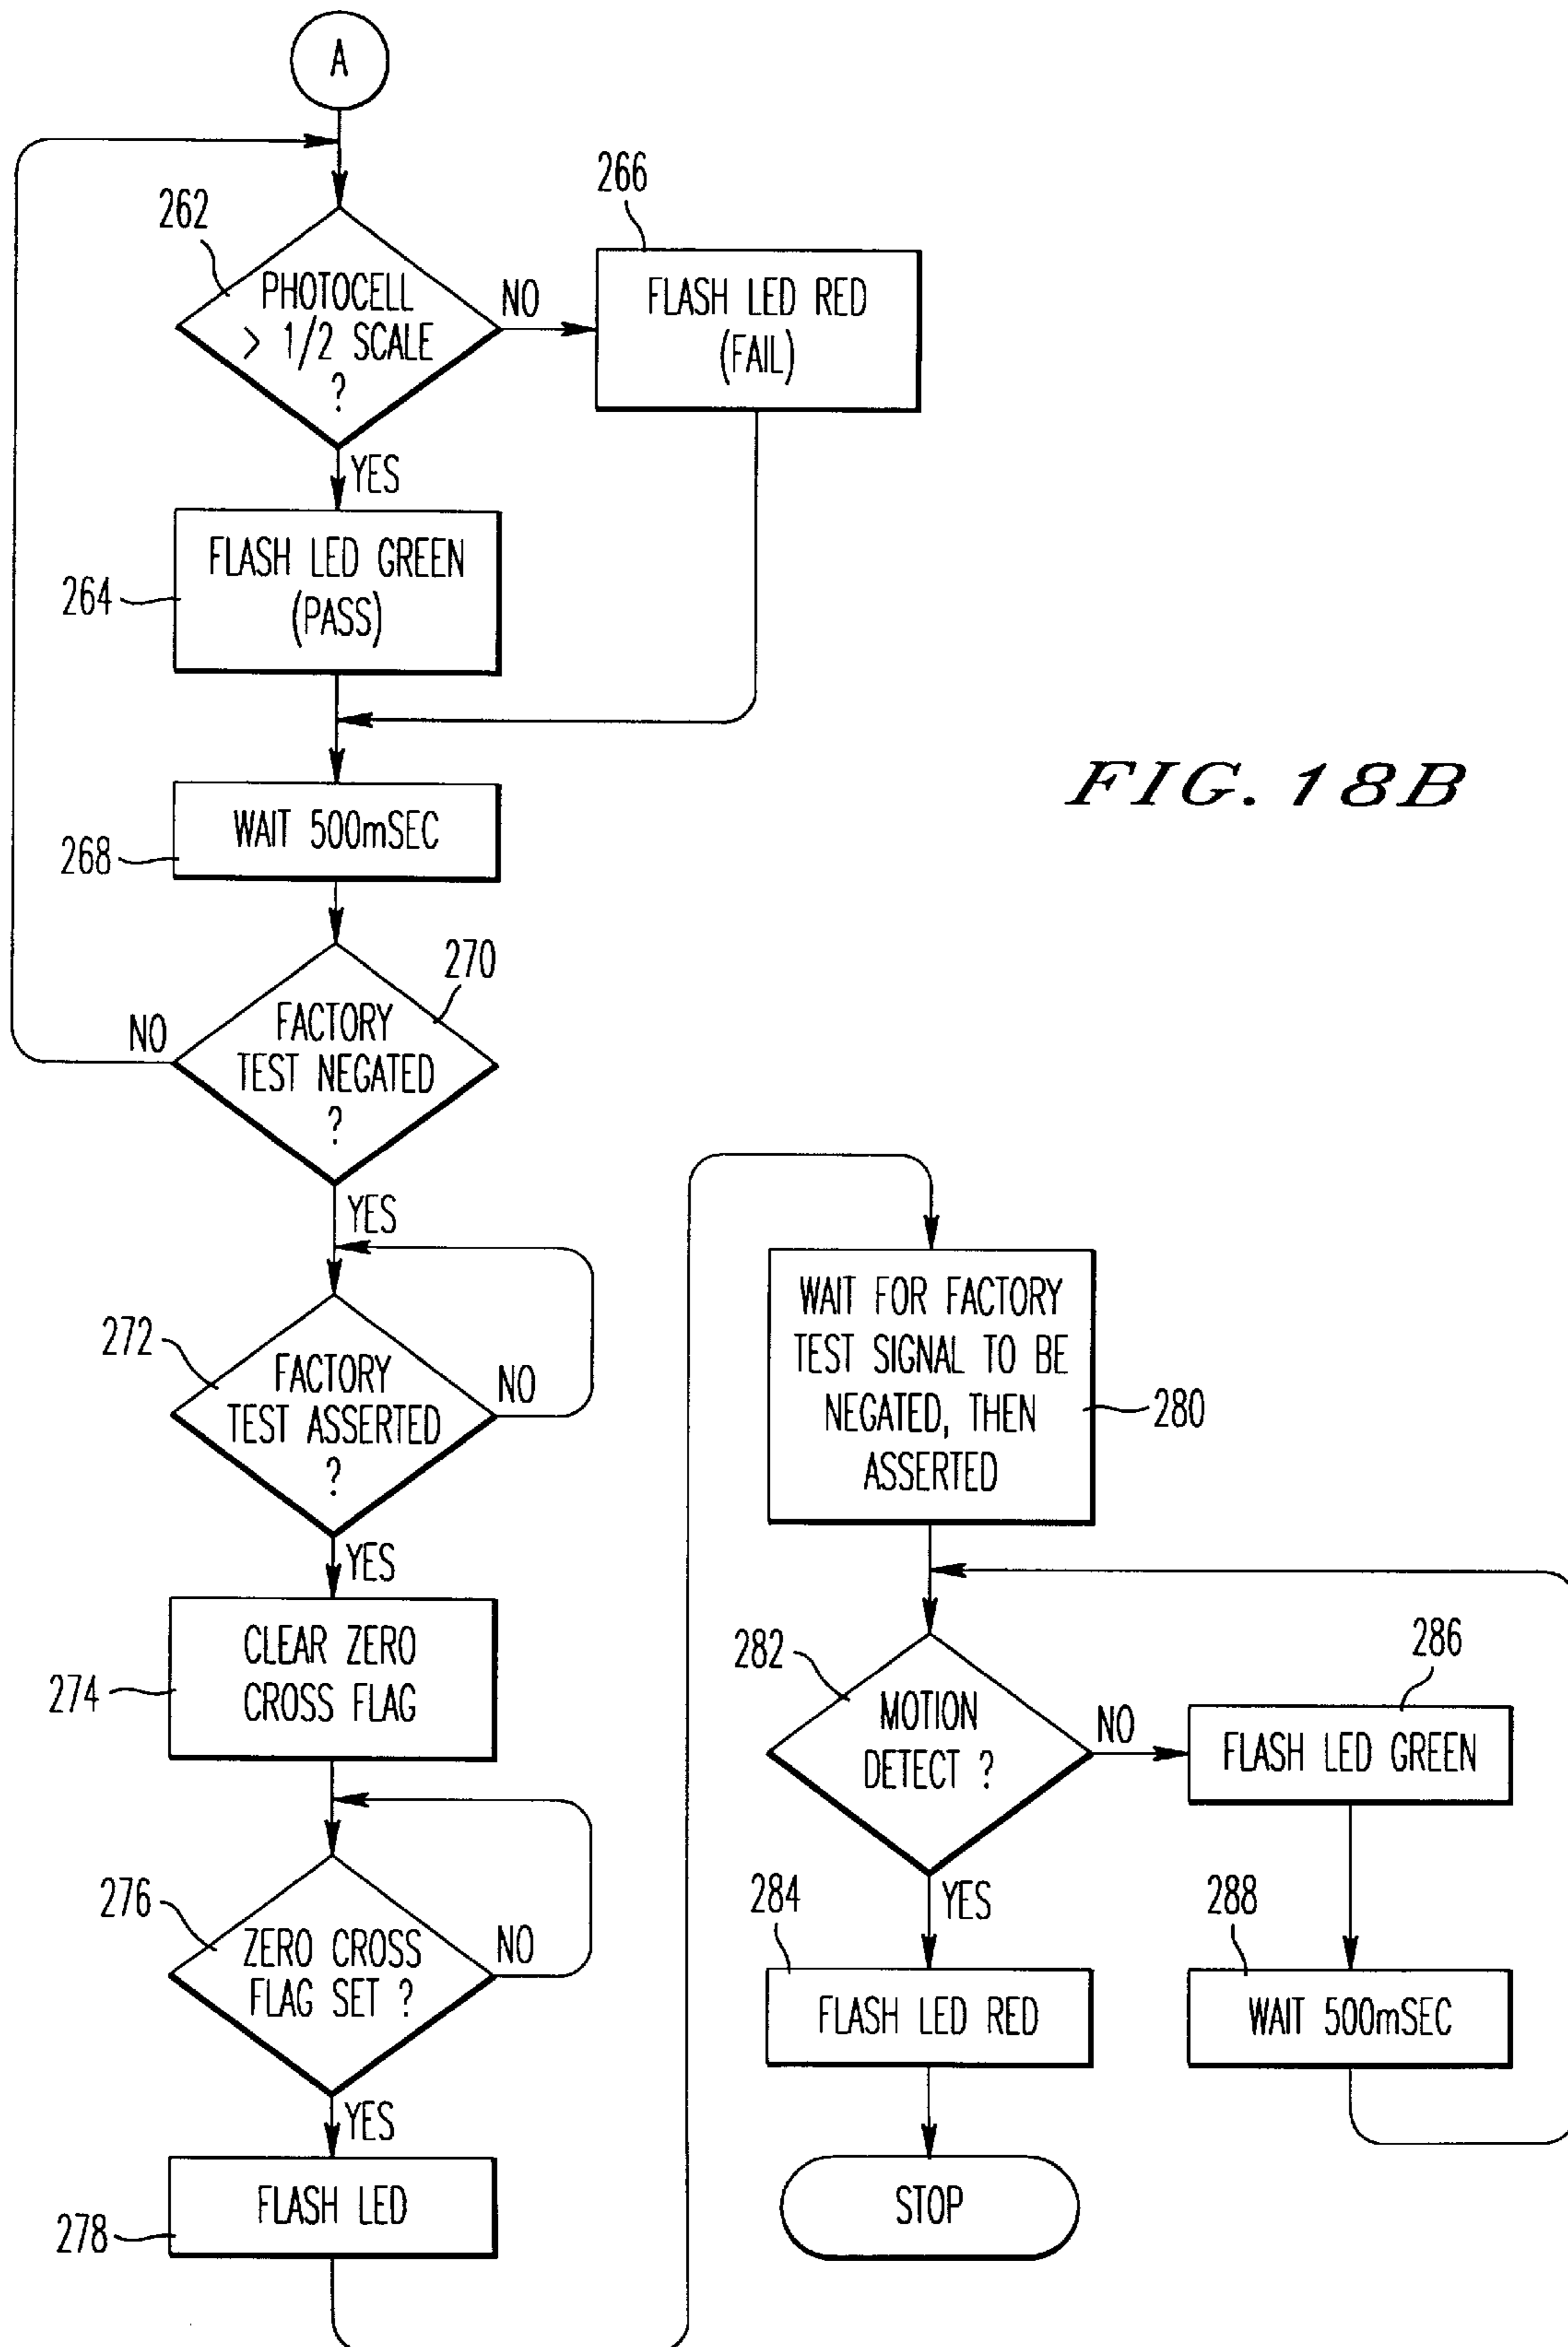 A
262
PHOTOCELL
> 1/2 SCALE
?
NO
266
FLASH LED RED
(FAIL)
YES
264
FLASH LED GREEN
(PASS)
268
WAIT 500mSEC
FIG. 18B
270
FACTORY
TEST NEGATED
?
NO
YES
272
FACTORY
TEST ASSERTED
?
NO
YES
274
CLEAR ZERO
CROSS FLAG
276
ZERO CROSS
FLAG SET ?
NO
YES
278
FLASH LED
WAIT FOR FACTORY
TEST SIGNAL TO BE
NEGATED, THEN
ASSERTED
280
282
MOTION
DETECT ?
NO
286
FLASH LED GREEN
YES
284
FLASH LED RED
288
WAIT 500mSEC
STOP